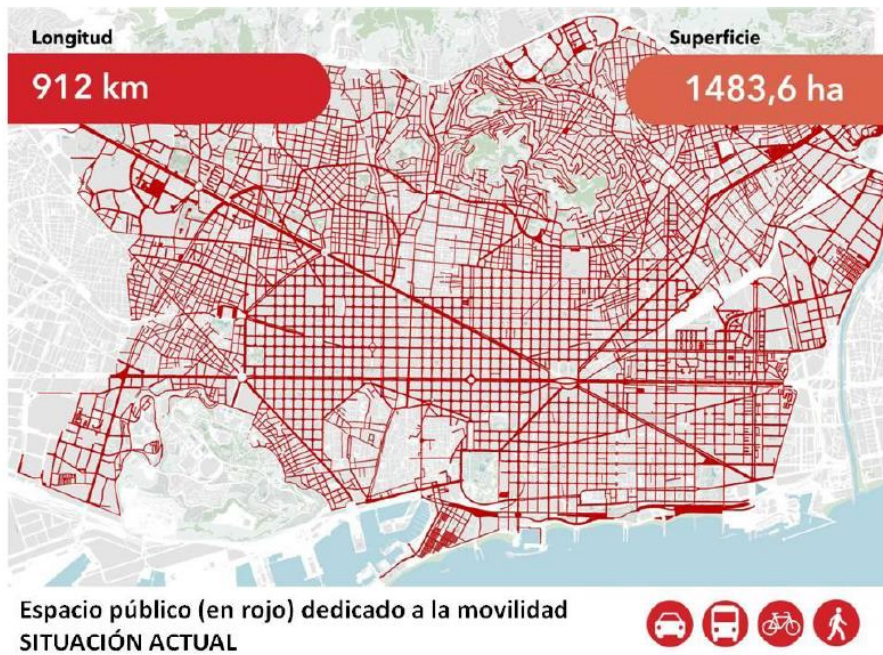 Longitud
912 km
Superficie
1483,6 ha
Espacio público (en rojo) dedicado a la movilidad
SITUACIÓN ACTUAL